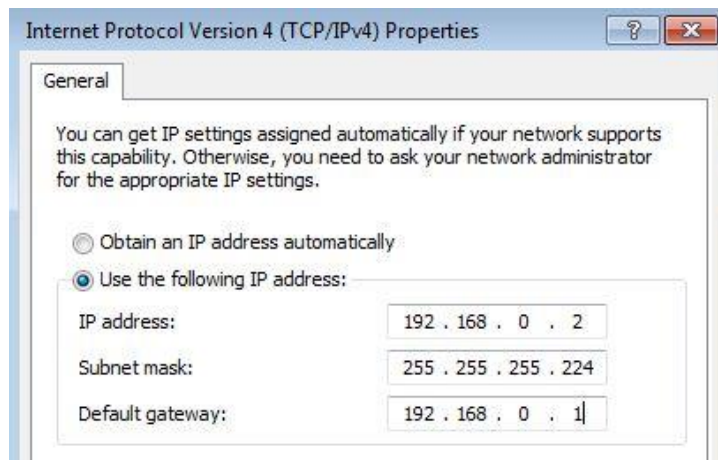 Internet Protocol Version 4 (TCP/IPv4) Properties
?
General
You can get IP settings assigned automatically if your network supports
this capability. Otherwise, you need to ask your network administrator
for the appropriate IP settings.
Obtain an IP address automatically
Use the following IP address:
IP address: 192 . 168 . 0 . 2
Subnet mask: 255 . 255 . 255 . 224
Default gateway: 192 . 168 . 0 . 1